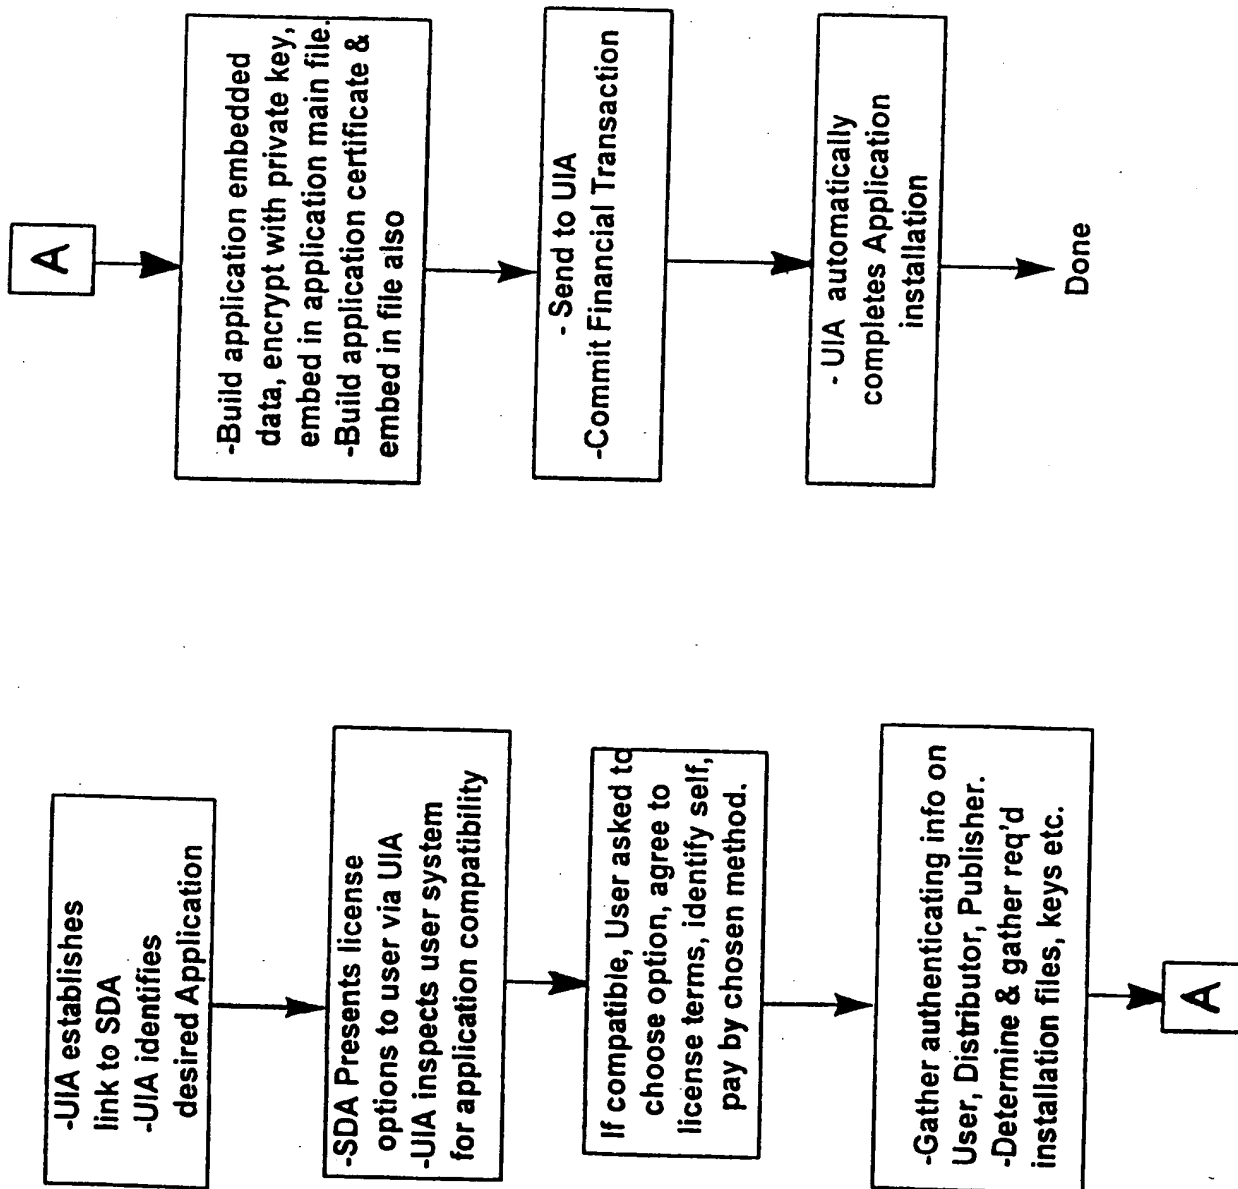 -UIA establishes
link to SDA
-UIA identifies
desired Application
-SDA Presents license
options to user via UIA
-UIA inspects user system
for application compatibility
If compatible, User asked to
choose option, agree to
license terms, identify self,
pay by chosen method.
-Gather authenticating info on
User, Distributor, Publisher.
-Determine & gather req'd
installation files, keys etc.
A
A
-Build application embedded
data, encrypt with private key,
embed in application main file.
-Build application certificate &
embed in file also
- Send to UIA
-Commit Financial Transaction
- UIA automatically
completes Application
installation
Done